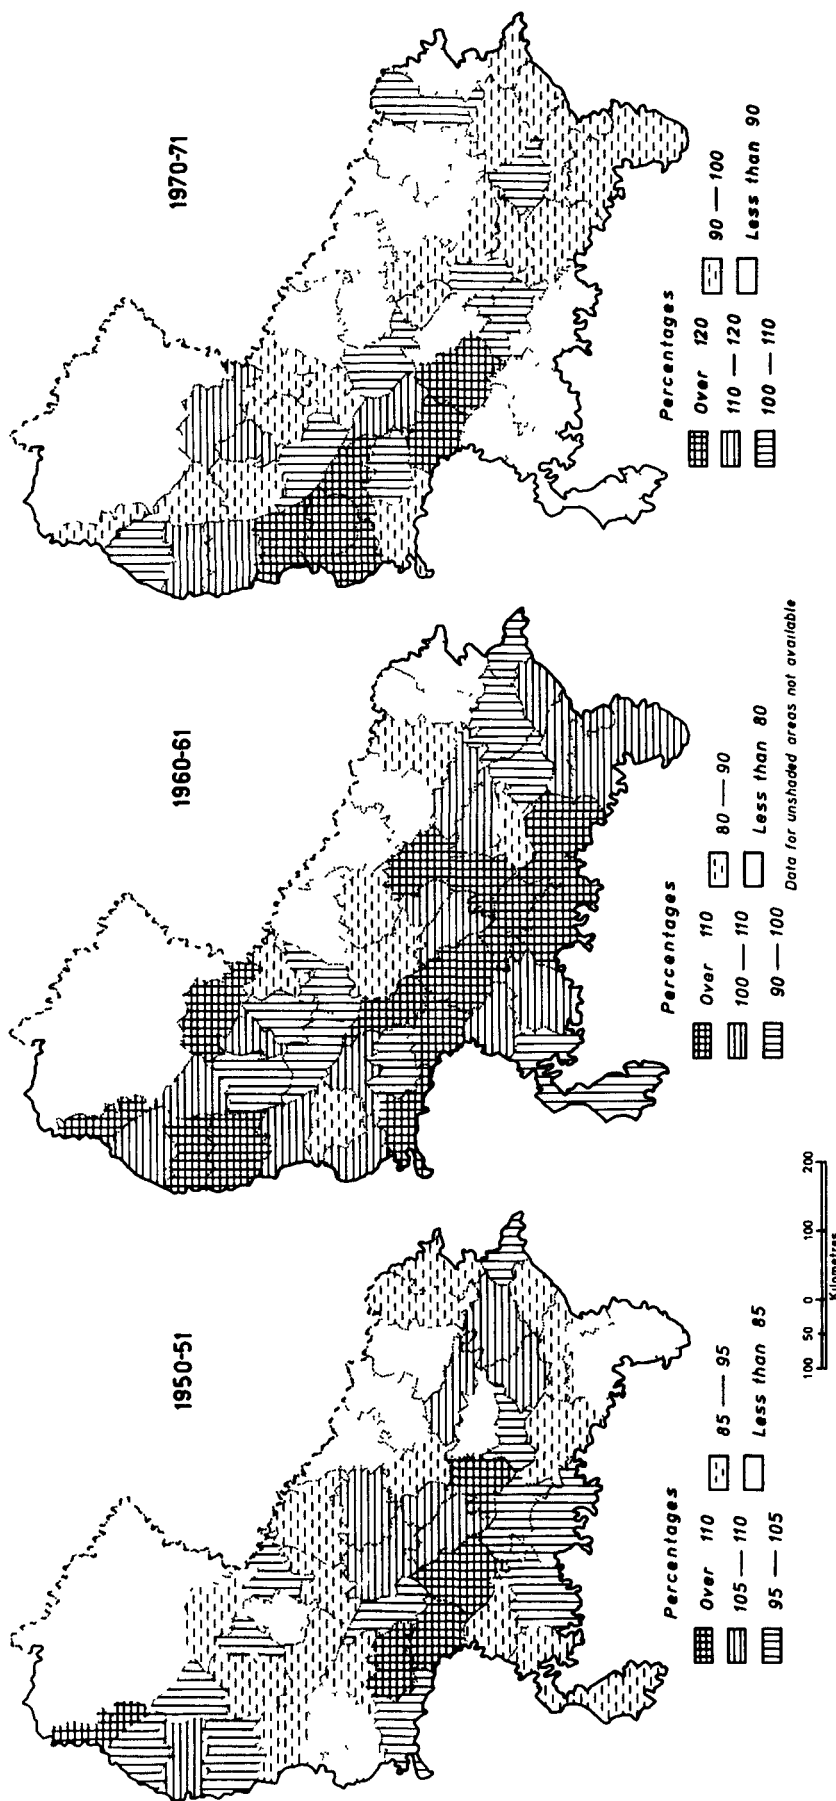 1950-51
Percentages
Over 110
105 — 110
95 — 105
85 — 95
Less than 85
100 50 0 100 200
Kilometres
1960-61
Percentages
Over 110
100 — 110
90 — 100
80 — 90
Less than 80
Data for unshaded areas not available
1970-71
Percentages
Over 120
110 — 120
100 — 110
90 — 100
Less than 90